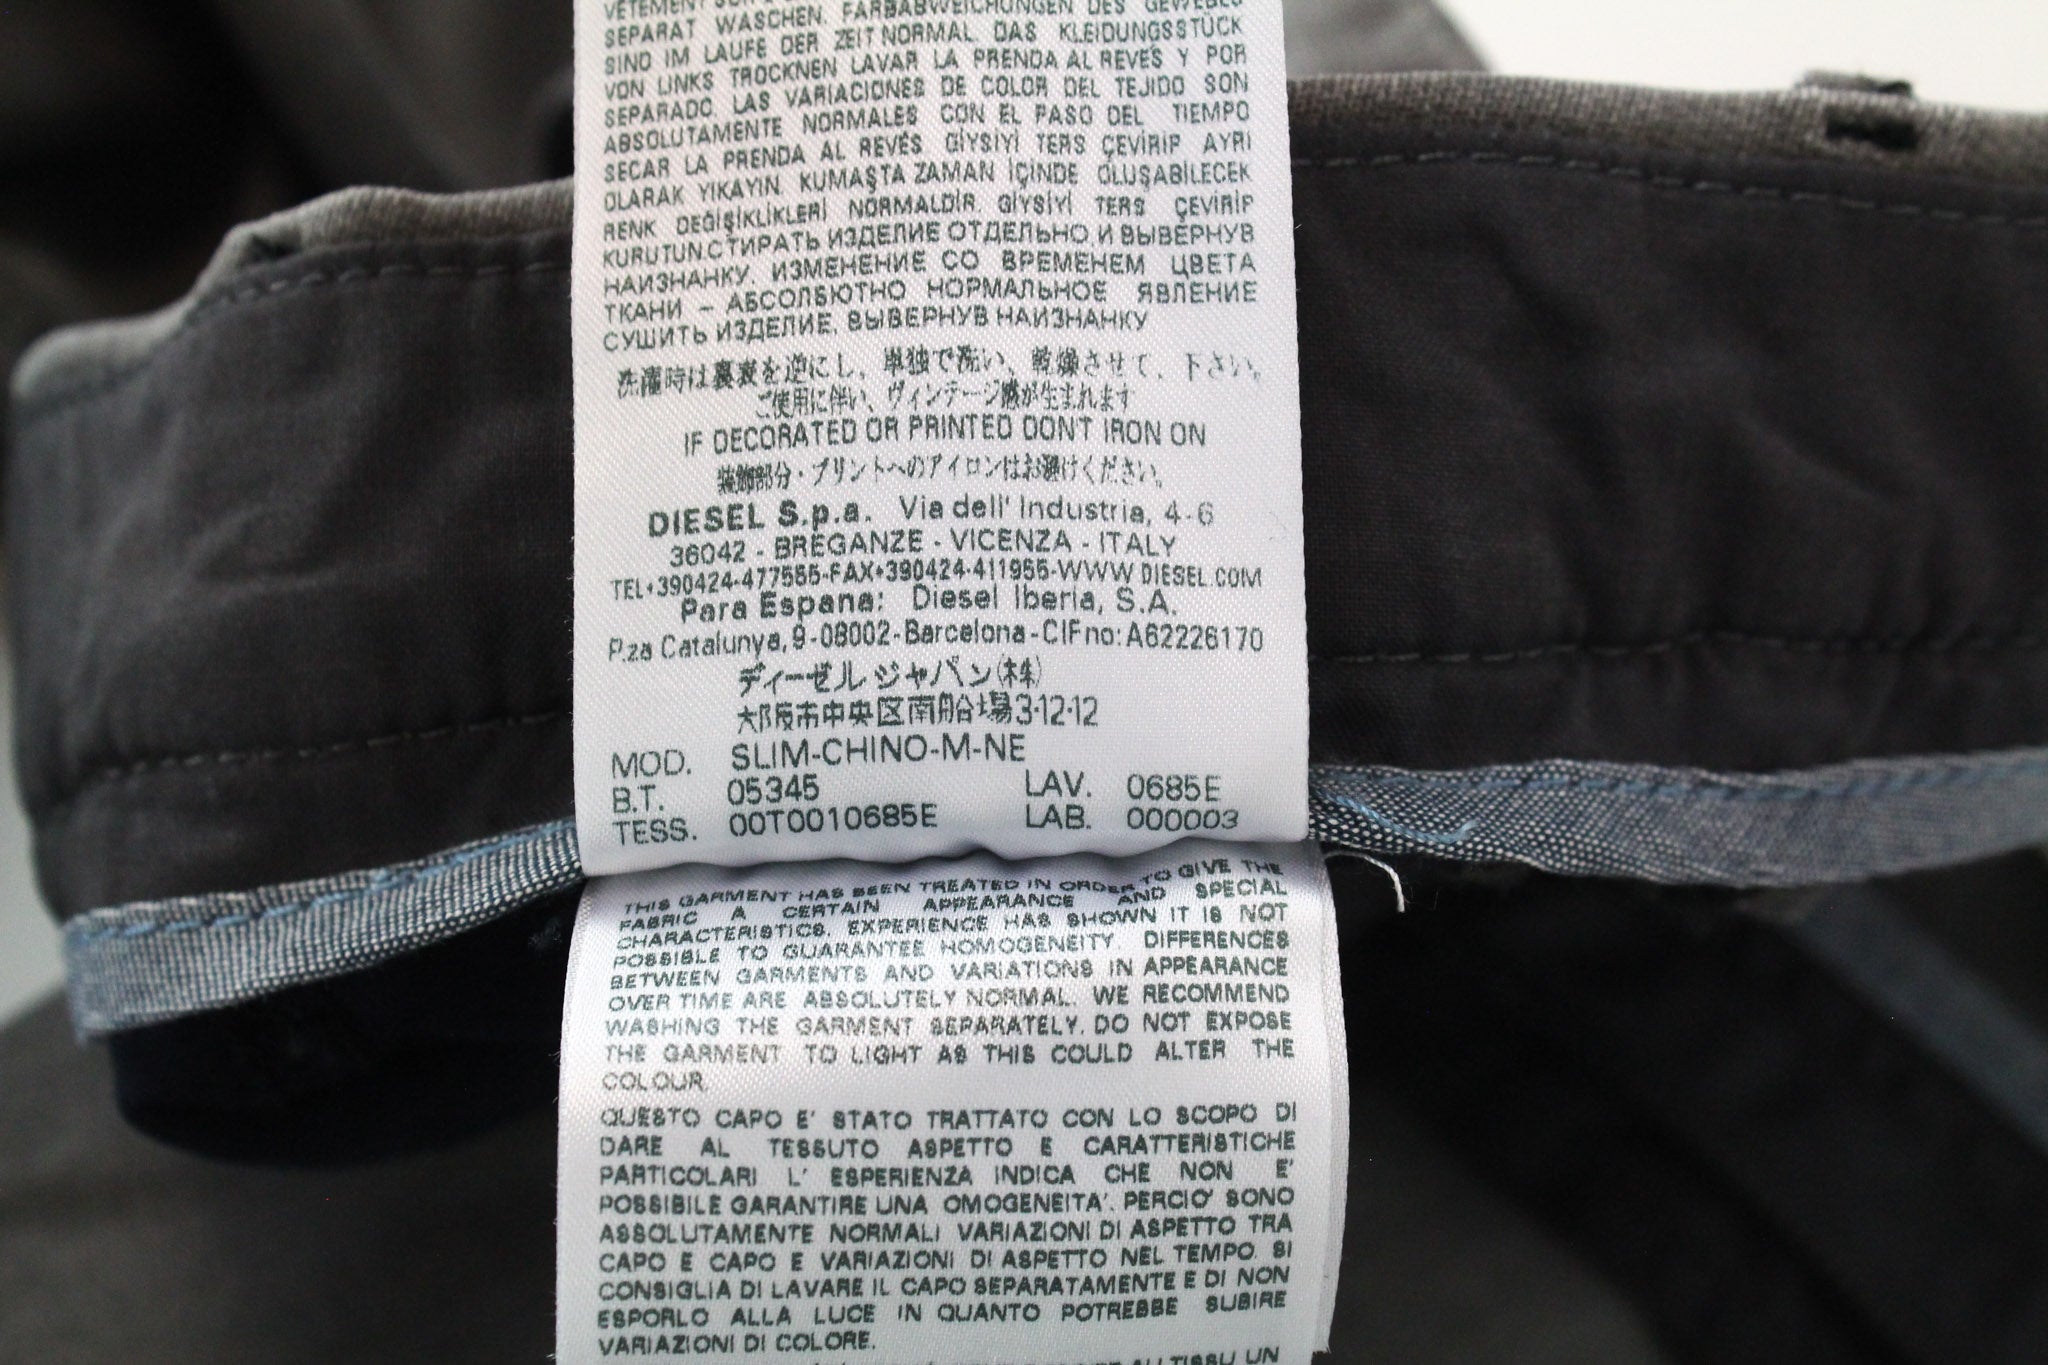 VÊTEMENT SUR
SEPARAT WASCHEN. FARBABWEICHUNGEN DES GEWEBES
SIND IM LAUFE DER ZEIT NORMAL. DAS KLEIDUNGSSTÜCK
VON LINKS TROCKNEN LAVAR LA PRENDA AL REVÉS Y POR
SEPARADO. LAS VARIACIONES DE COLOR DEL TEJIDO SON
ABSOLUTAMENTE NORMALES CON EL PASO DEL TIEMPO
SECAR LA PRENDA AL REVÉS GİYSİYİ TERS ÇEVİRİP AYRI
OLARAK YIKAYIN. KUMAŞTA ZAMAN İÇİNDE OLUŞABİLECEK
RENK DEĞİŞİKLİKLERİ NORMALDİR. GİYSİYİ TERS ÇEVİRİP
KURUTUN.СТИРАТЬ ИЗДЕЛИЕ ОТДЕЛЬНО, И ВЫВЕРНУВ
НАИЗНАНКУ. ИЗМЕНЕНИЕ СО ВРЕМЕНЕМ ЦВЕТА
ТКАНИ – АБСОЛБЮТНО НОРМАЛЬНОЕ ЯВЛЕНИЕ
СУШИТЬ ИЗДЕЛИЕ, ВЫВЕРНУВ НАИЗНАНКУ
洗濯時は裏表を逆にし、単独で洗い、乾燥させて、下さい。
ご使用に伴い、ヴィンテージ感が生まれます
IF DECORATED OR PRINTED DON'T IRON ON
装飾部分・プリントへのアイロンはお避けください。
DIESEL S.p.a. Via dell' Industria, 4-6
36042 - BREGANZE - VICENZA - ITALY
TEL+390424-477555-FAX+390424-411955-WWW DIESEL.COM
Para Espana: Diesel Iberia, S.A.
P.za Catalunya, 9-08002-Barcelona-CIF no: A62226170
ディーゼル ジャパン(株)
大阪市中央区南船場3-12-12
MOD. SLIM-CHINO-M-NE
B.T. 05345 LAV. 0685E
TESS. 00T0010685E LAB. 000003
THIS GARMENT HAS BEEN TREATED IN ORDER TO GIVE THE
FABRIC A CERTAIN APPEARANCE AND SPECIAL
CHARACTERISTICS. EXPERIENCE HAS SHOWN IT IS NOT
POSSIBLE TO GUARANTEE HOMOGENEITY. DIFFERENCES
BETWEEN GARMENTS AND VARIATIONS IN APPEARANCE
OVER TIME ARE ABSOLUTELY NORMAL. WE RECOMMEND
WASHING THE GARMENT SEPARATELY. DO NOT EXPOSE
THE GARMENT TO LIGHT AS THIS COULD ALTER THE
COLOUR.
QUESTO CAPO E' STATO TRATTATO CON LO SCOPO DI
DARE AL TESSUTO ASPETTO E CARATTERISTICHE
PARTICOLARI L' ESPERIENZA INDICA CHE NON E'
POSSIBILE GARANTIRE UNA OMOGENEITA'. PERCIO' SONO
ASSOLUTAMENTE NORMALI VARIAZIONI DI ASPETTO TRA
CAPO E CAPO E VARIAZIONI DI ASPETTO NEL TEMPO. SI
CONSIGLIA DI LAVARE IL CAPO SEPARATAMENTE E DI NON
ESPORLO ALLA LUCE IN QUANTO POTREBBE SUBIRE
VARIAZIONI DI COLORE.
TISSU UN